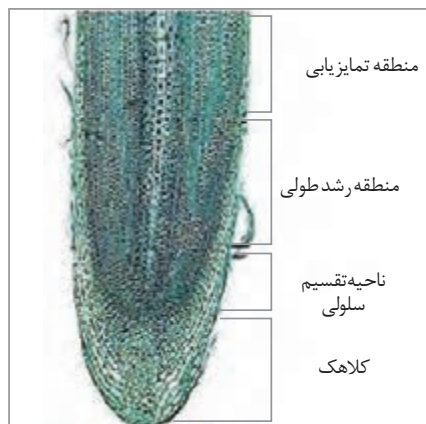 منطقه تمایزیابی
منطقه رشد طولی
ناحیه تقسیم
سلولی
کلاهک